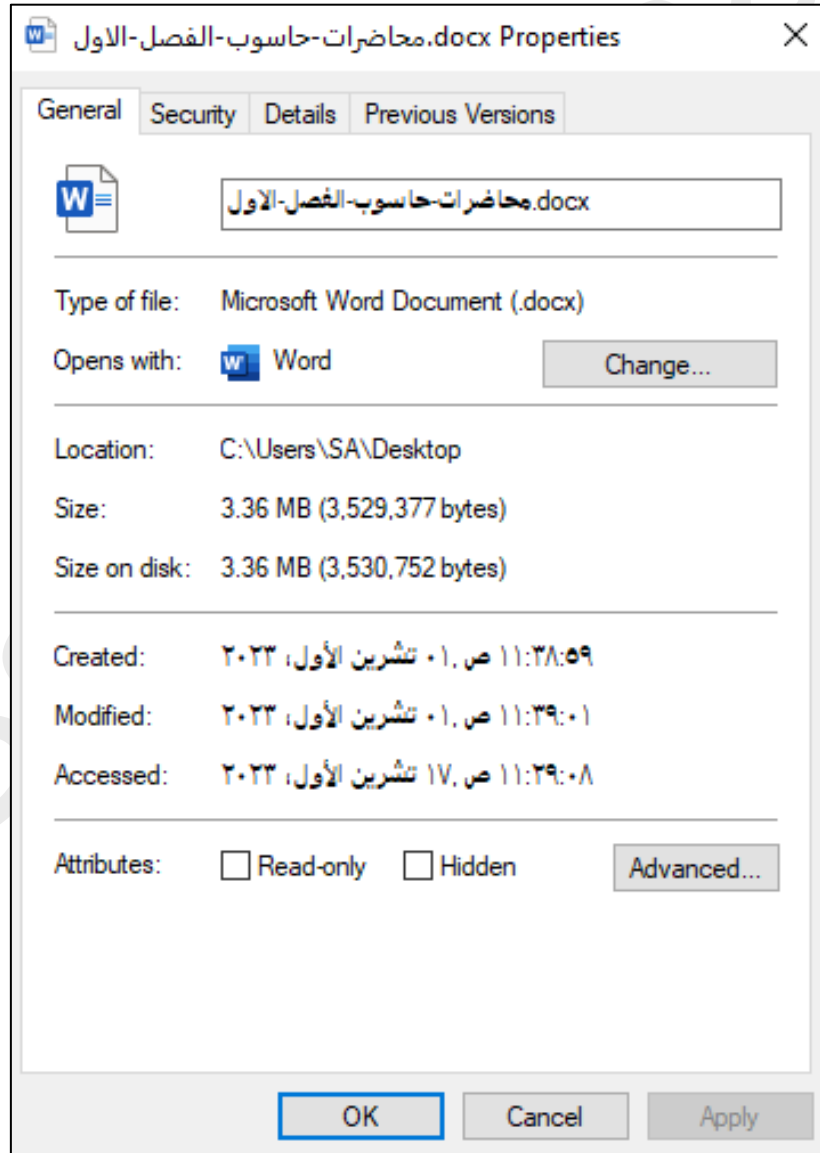 محاضرات-حاسوب-الفصل-الاول.docx Properties
General Security Details Previous Versions
محاضرات-حاسوب-الفصل-الاول.docx
Type of file: Microsoft Word Document (.docx)
Opens with: Word Change...
Location: C:\Users\SA\Desktop
Size: 3.36 MB (3,529,377 bytes)
Size on disk: 3.36 MB (3,530,752 bytes)
Created: ٠١ تشرين الأول، ٢٠٢٣, ١١:٣٨:٥٩ ص
Modified: ٠١ تشرين الأول، ٢٠٢٣, ١١:٣٩:٠١ ص
Accessed: ١٧ تشرين الأول، ٢٠٢٣, ١١:٢٩:٠٨ ص
Attributes: Read-only Hidden Advanced...
OK Cancel Apply